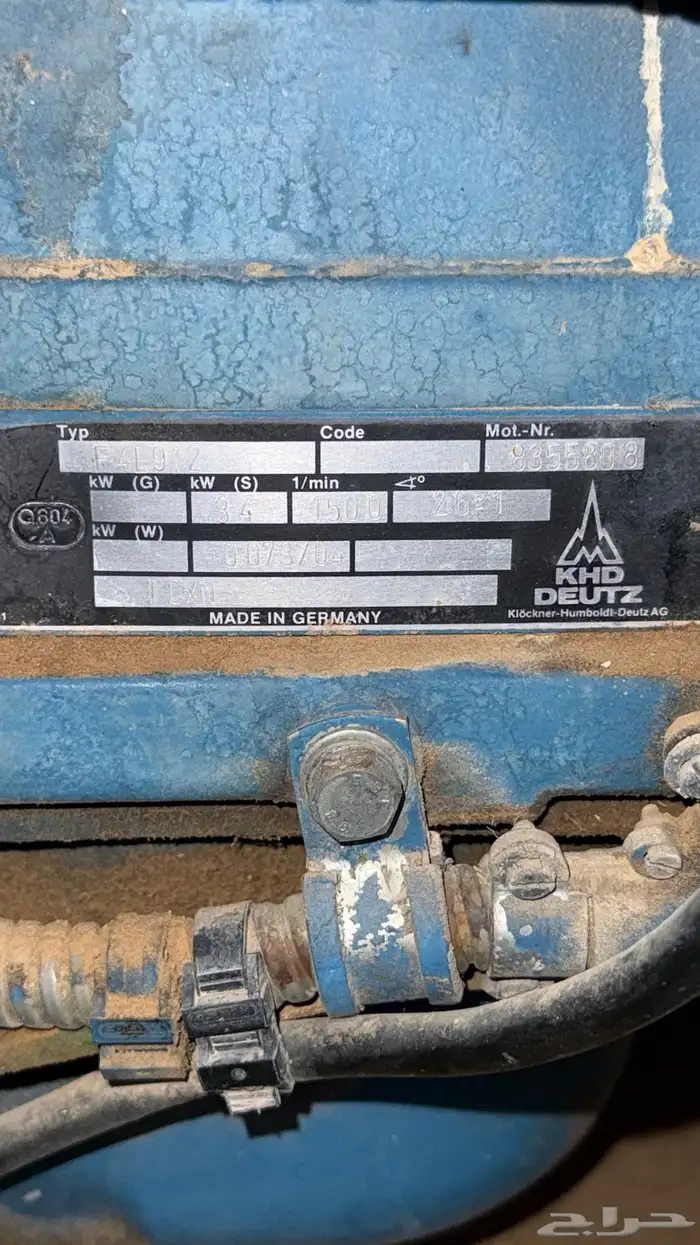 Typ Code Mot.-Nr.
F4L912 8355808
kW (G) kW (S) 1/min ∢°
34 1500 26±1
kW (W)
0073/04
Q604
A
KHD
DEUTZ
MADE IN GERMANY Klöckner-Humboldt-Deutz AG
حراج